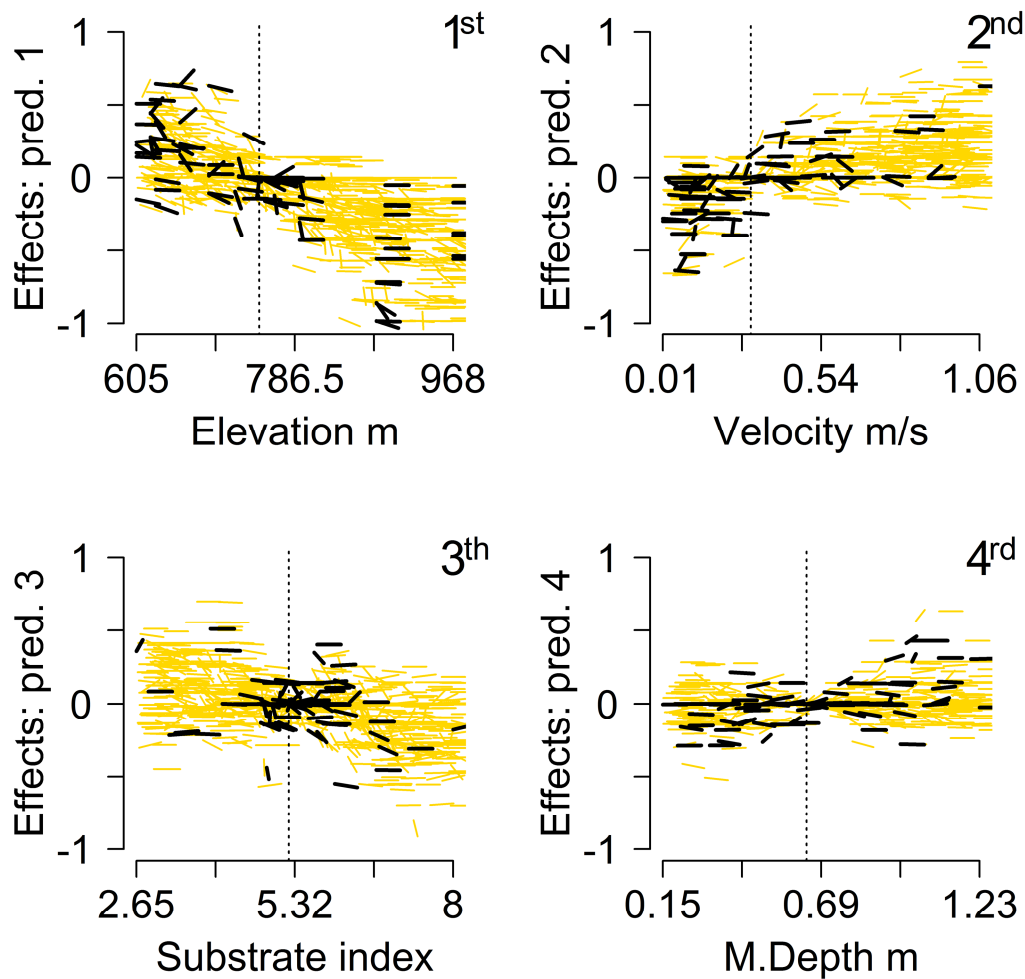 Effects: pred. 1
1
0
-1
1st
605
786.5
968
Elevation m
Effects: pred. 2
1
0
-1
2nd
0.01
0.54
1.06
Velocity m/s
Effects: pred. 3
1
0
-1
3th
2.65
5.32
8
Substrate index
Effects: pred. 4
1
0
-1
4rd
0.15
0.69
1.23
M.Depth m